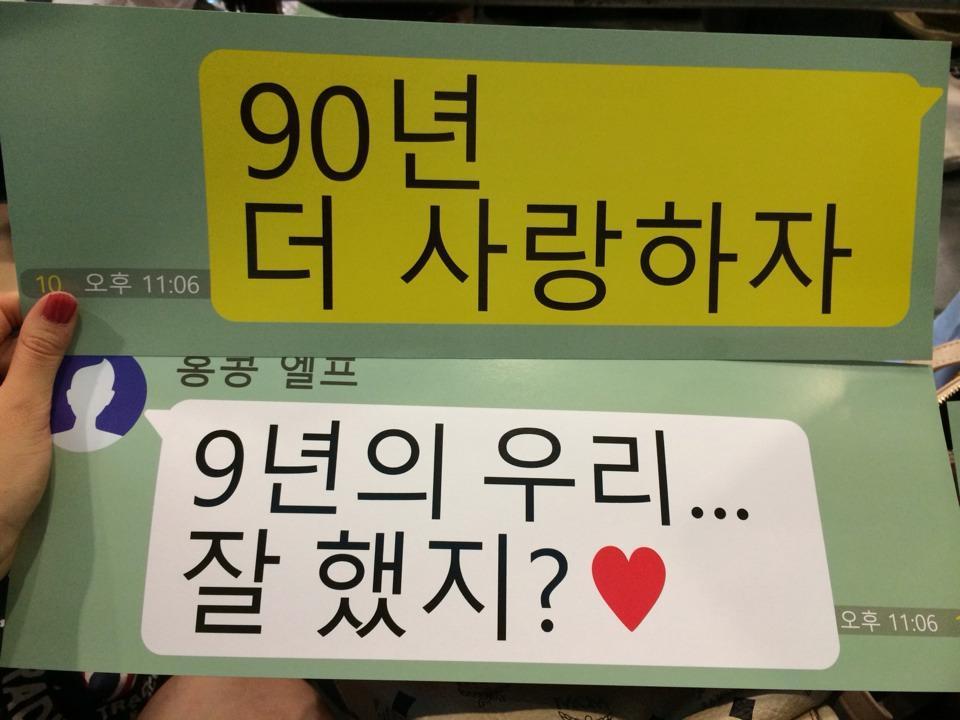 90년
더 사랑하자
10 오후 11:06
홍콩 엘프
9년의 우리...
잘 했지?♥
오후 11:06